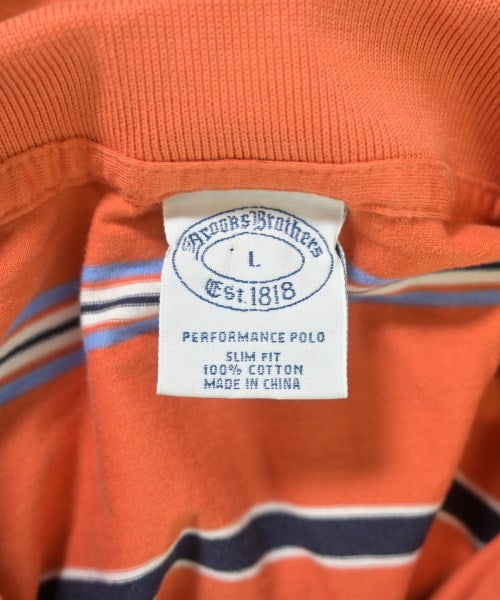 Brooks Brothers
L
Est. 1818
PERFORMANCE POLO
SLIM FIT
100% COTTON
MADE IN CHINA